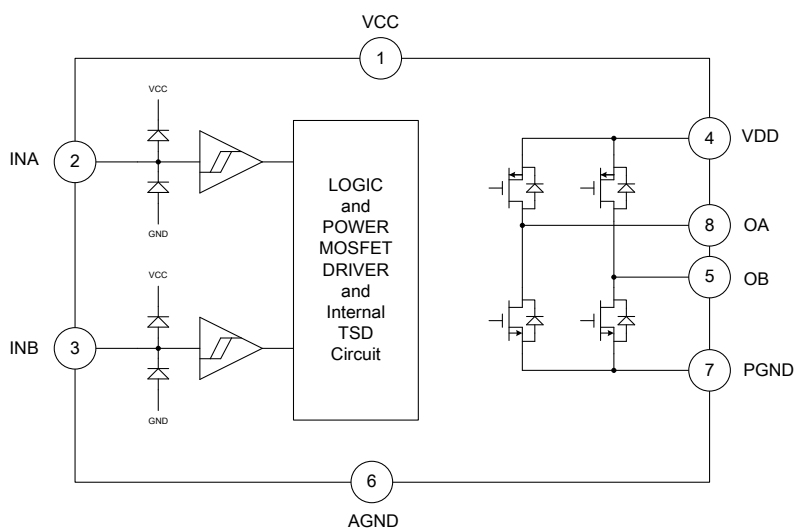 VCC
1
VCC
INA
2
GND
VCC
INB
3
GND
LOGIC
and
POWER
MOSFET
DRIVER
and
Internal
TSD
Circuit
4
VDD
8
OA
5
OB
7
PGND
6
AGND